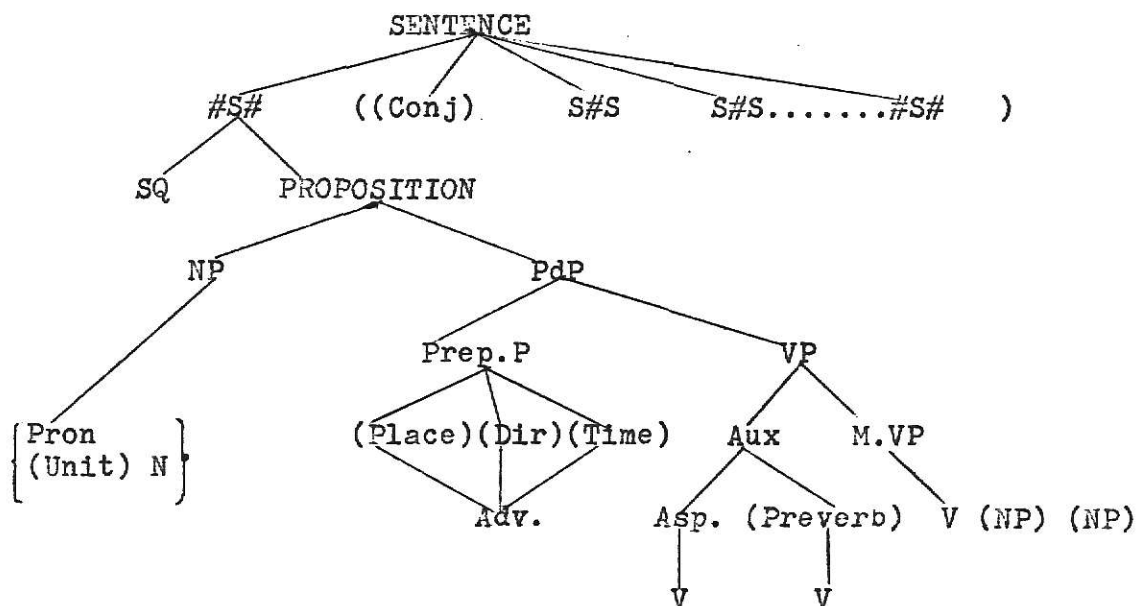 SENTENCE
#S# ((Conj) S#S S#S.......#S# )
SQ PROPOSITION
NP PdP
Prep.P VP
Pron (Place)(Dir)(Time) Aux M.VP
(Unit) N
Adv. Asp. (Preverb) V (NP) (NP)
V V